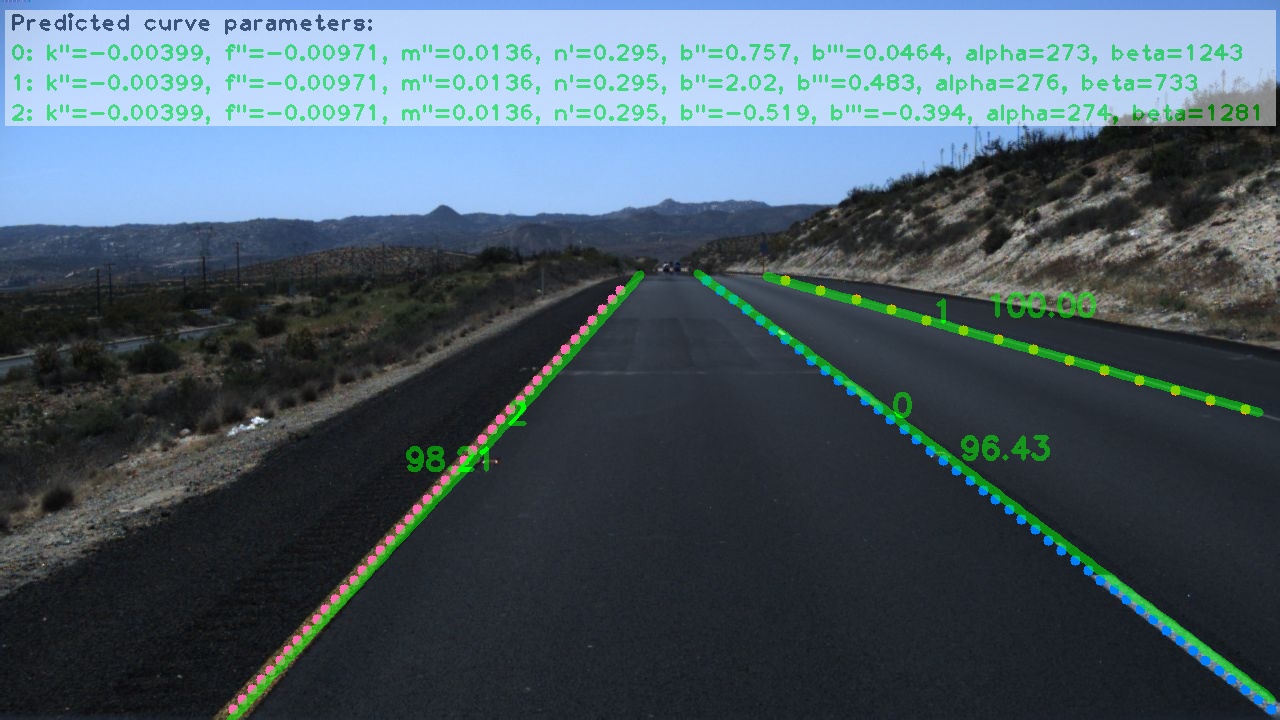 Predicted curve parameters:
0: k''=-0.00399, f''=-0.00971, m''=0.0136, n'=0.295, b''=0.757, b'''=0.0464, alpha=273, beta=1243
1: k''=-0.00399, f''=-0.00971, m''=0.0136, n'=0.295, b''=2.02, b'''=0.483, alpha=276, beta=733
2: k''=-0.00399, f''=-0.00971, m''=0.0136, n'=0.295, b''=-0.519, b'''=-0.394, alpha=274, beta=1281
1 100.00
0
2
96.43
98.21